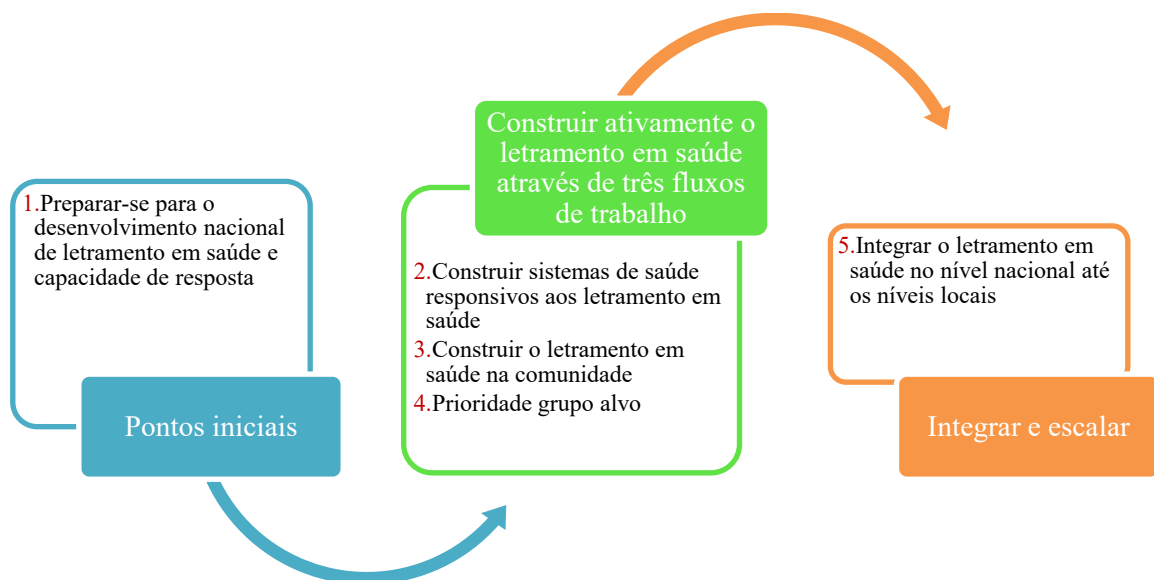 1.Preparar-se para o
desenvolvimento nacional
de letramento em saúde e
capacidade de resposta
Pontos iniciais
Construir ativamente o
letramento em saúde
através de três fluxos
de trabalho
2.Construir sistemas de saúde
responsivos aos letramento em
saúde
3.Construir o letramento em
saúde na comunidade
4.Prioridade grupo alvo
5.Integrar o letramento em
saúde no nível nacional até
os níveis locais
Integrar e escalar